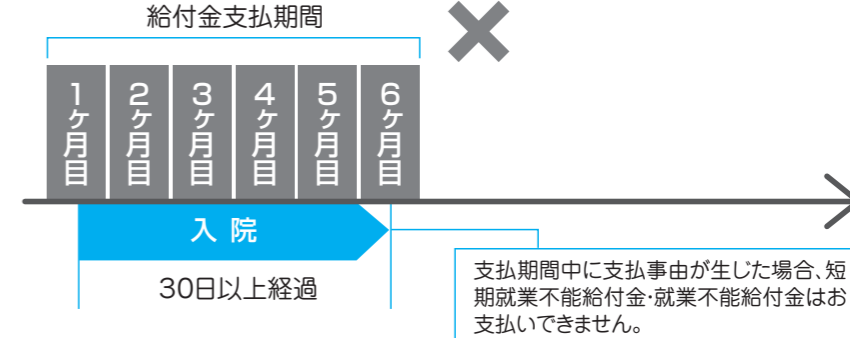 給付金支払期間
1ヶ月目
2ヶ月目
3ヶ月目
4ヶ月目
5ヶ月目
6ヶ月目
入院
30日以上経過
支払期間中に支払事由が生じた場合、短
期就業不能給付金・就業不能給付金はお
支払いできません。